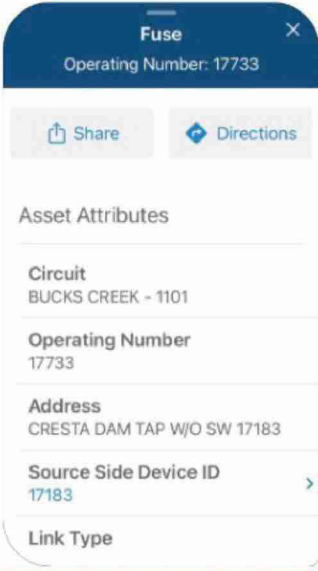 Fuse
Operating Number: 17733
Share
Directions
Asset Attributes
Circuit
BUCKS CREEK - 1101
Operating Number
17733
Address
CRESTA DAM TAP W/O SW 17183
Source Side Device ID
17183
Link Type